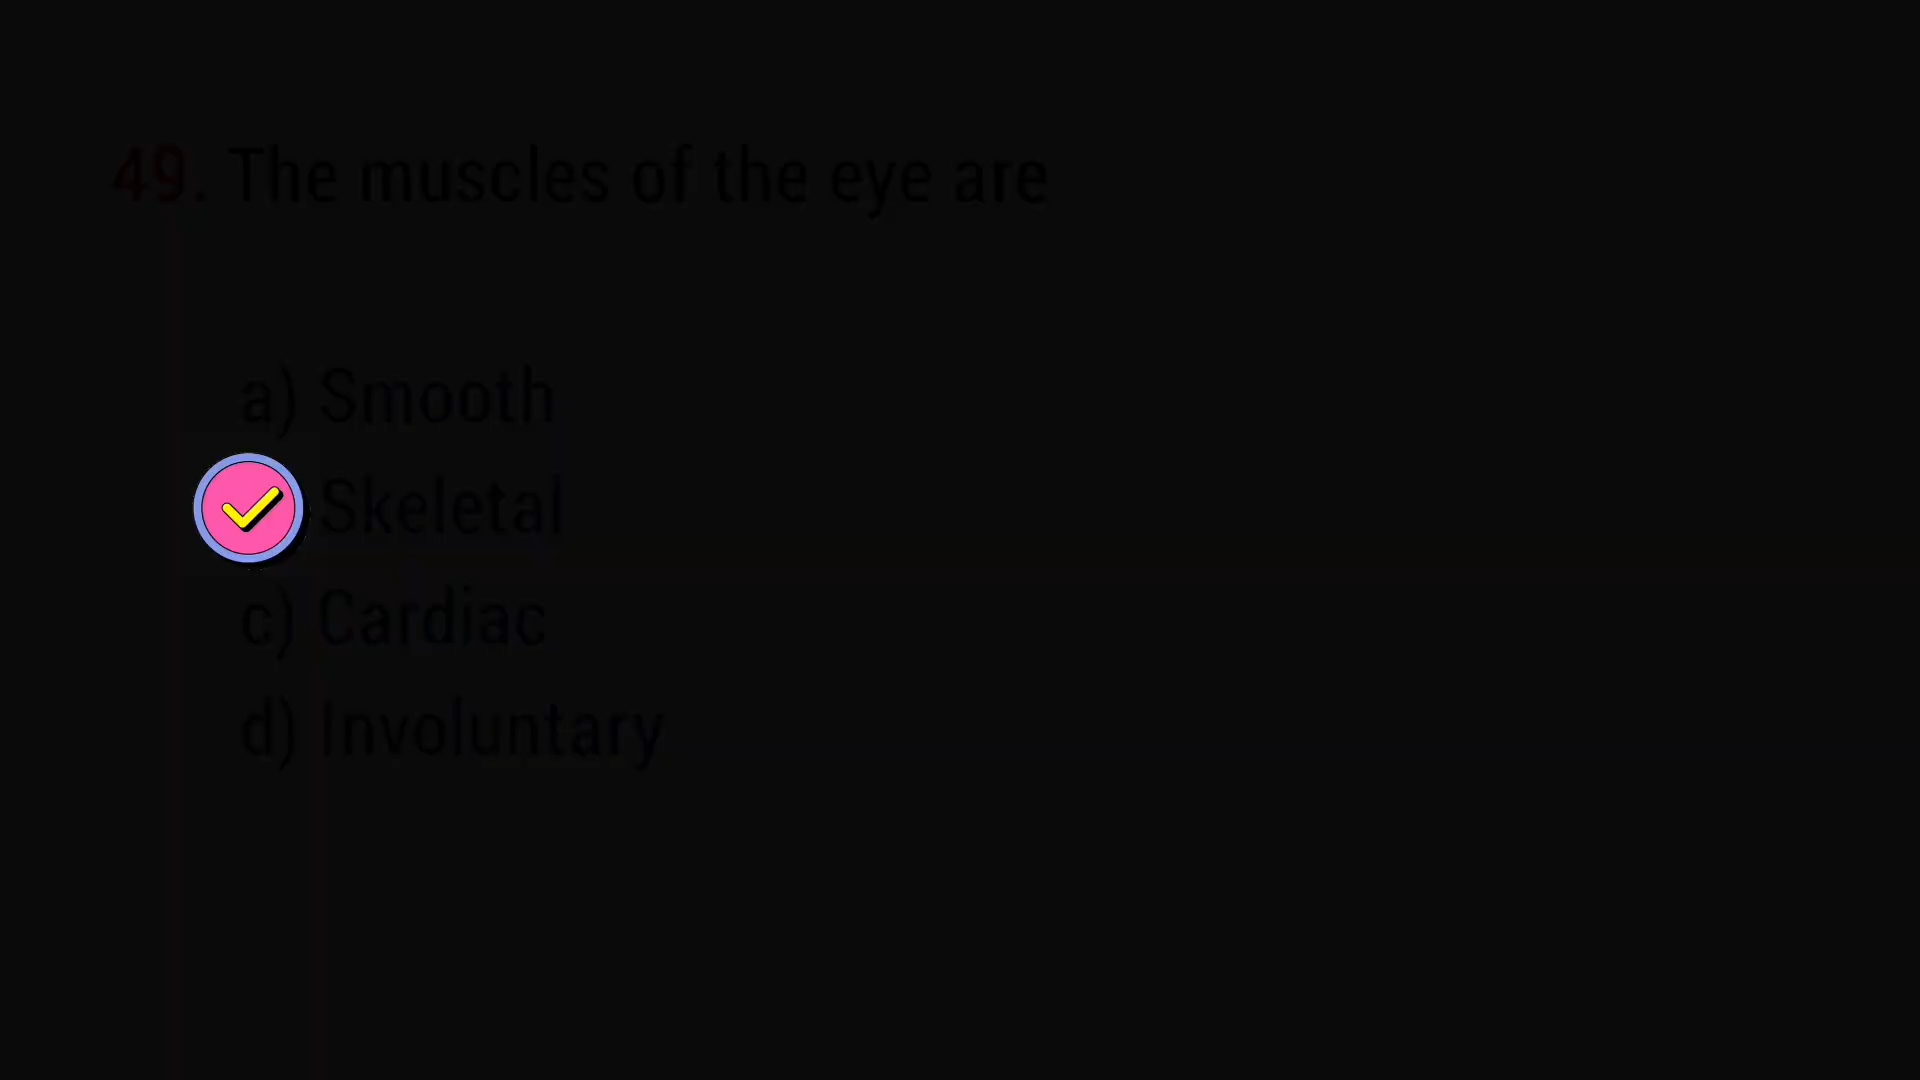 49. The muscles of the eye are
a) Smooth
Skeletal
c) Cardiac
d) Involuntary